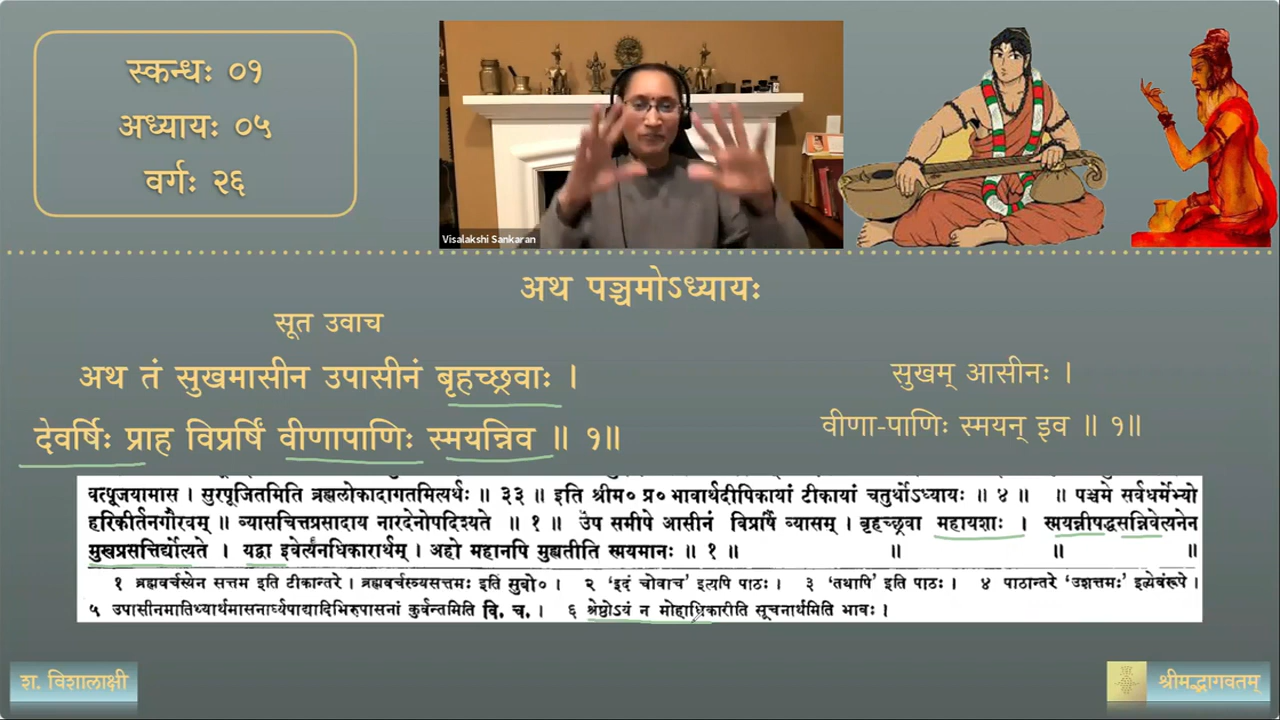 स्कन्धः ०१
अध्यायः ०५
वर्गः २६
Visalakshi Sankaran
अथ पञ्चमोऽध्यायः
सूत उवाच
अथ तं सुखमासीन उपासीनं बृहच्छ्रवाः ।
देवर्षिः प्राह विप्रर्षिं वीणापाणिः स्मयन्निव ॥ १॥
सुखम् आसीनः ।
वीणा-पाणिः स्मयन् इव ॥ १॥
वत्पूजयामास । सुरपूजितमिति ब्रह्मलोकादागतमित्यर्थः ॥ ३३ ॥ इति श्रीम० प्र० भावार्थदीपिकायां टीकायां चतुर्थोऽध्यायः ॥ ४ ॥ ॥ पञ्चमे सर्वधर्मेभ्यो
हरिकीर्तनगौरवम् ॥ व्यासचित्तप्रसादाय नारदेनोपदिश्यते ॥ १ ॥ उप समीपे आसीनं विप्रर्षिं व्यासम् । बृहच्छ्रवा महायशाः । स्मयन्नीषद्धसन्निवेत्यनेन
मुखप्रसत्तिर्द्योत्यते । यद्वा इवेत्यनधिकारार्थम् । अहो महानपि मुह्यतीति स्मयमानः ॥ १ ॥ ॥ ॥ ॥
१ ब्रह्मवर्चस्येन सत्तम इति टीकान्तरे । ब्रह्मवर्चस्व्यसत्तमः इति सुबो० । २ ‘इदं चोवाच’ इत्यपि पाठः । ३ ‘तथापि’ इति पाठः । ४ पाठान्तरे ‘उशत्तमः’ इत्येवंरूपे ।
५ उपासीनमातिथ्यार्थमासनार्घ्यपाद्यादिभिरुपासनां कुर्वन्तमिति वि. च. । ६ श्रेष्ठोऽयं न मोहाधिकारीति सूचनार्थमिति भावः ।
श. विशालाक्षी
श्रीमद्भागवतम्